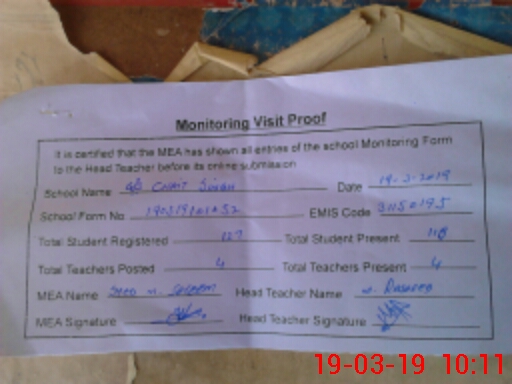 Monitoring Visit Proof
It is certified that the MEA has shown all entries of the school Monitoring Form
to the Head Teacher before its online submission
School Name Date 19-3-2019
School Form No EMIS Code 31150195
Total Student Registered 127 Total Student Present 118
Total Teachers Posted 4 Total Teachers Present 4
MEA Name Head Teacher Name
MEA Signature Head Teacher Signature
19-03-19 10:11